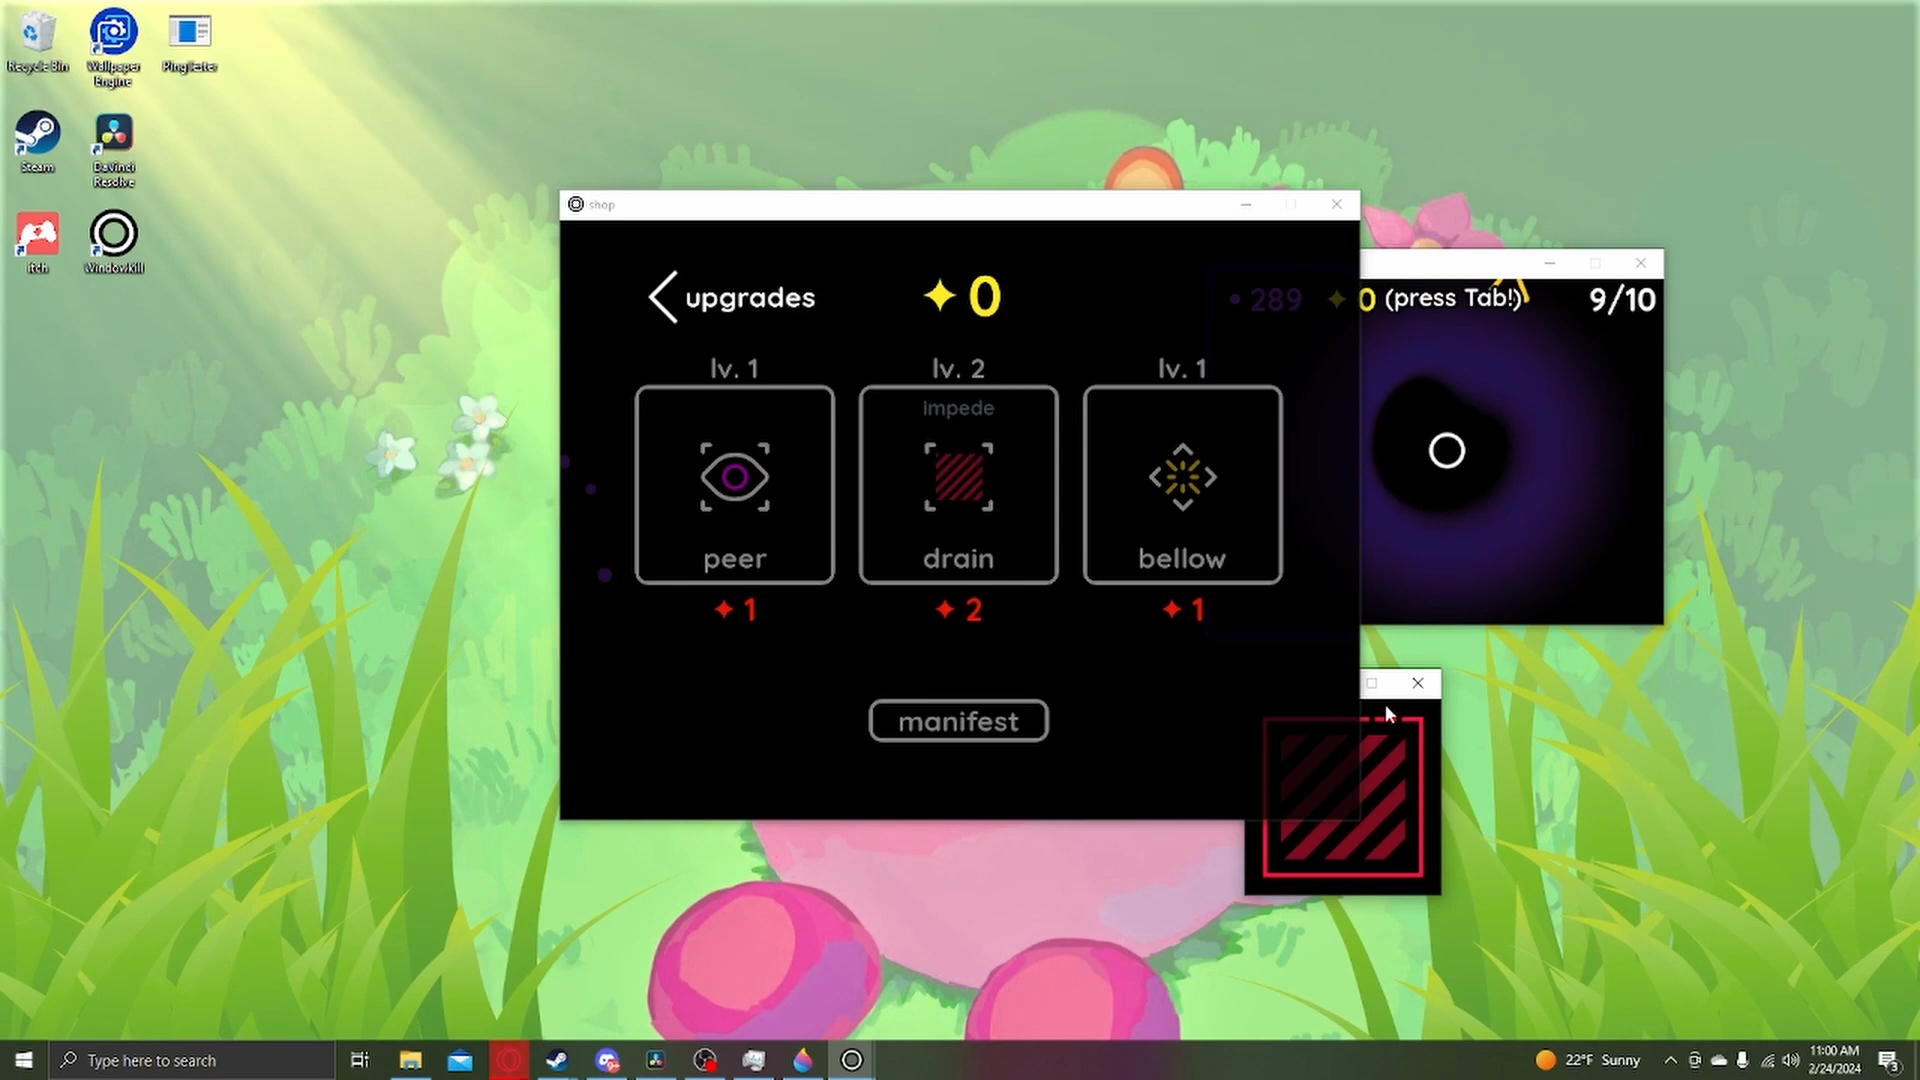 Recycle Bin
Wallpaper Engine
PingTester
Steam
DaVinci Resolve
itch
Windowkill
shop
upgrades
0
289
0 (press Tab!)
9/10
lv. 1
lv. 2
lv. 1
impede
peer
drain
bellow
1
2
1
manifest
Type here to search
22°F Sunny
11:00 AM
2/24/2024
3